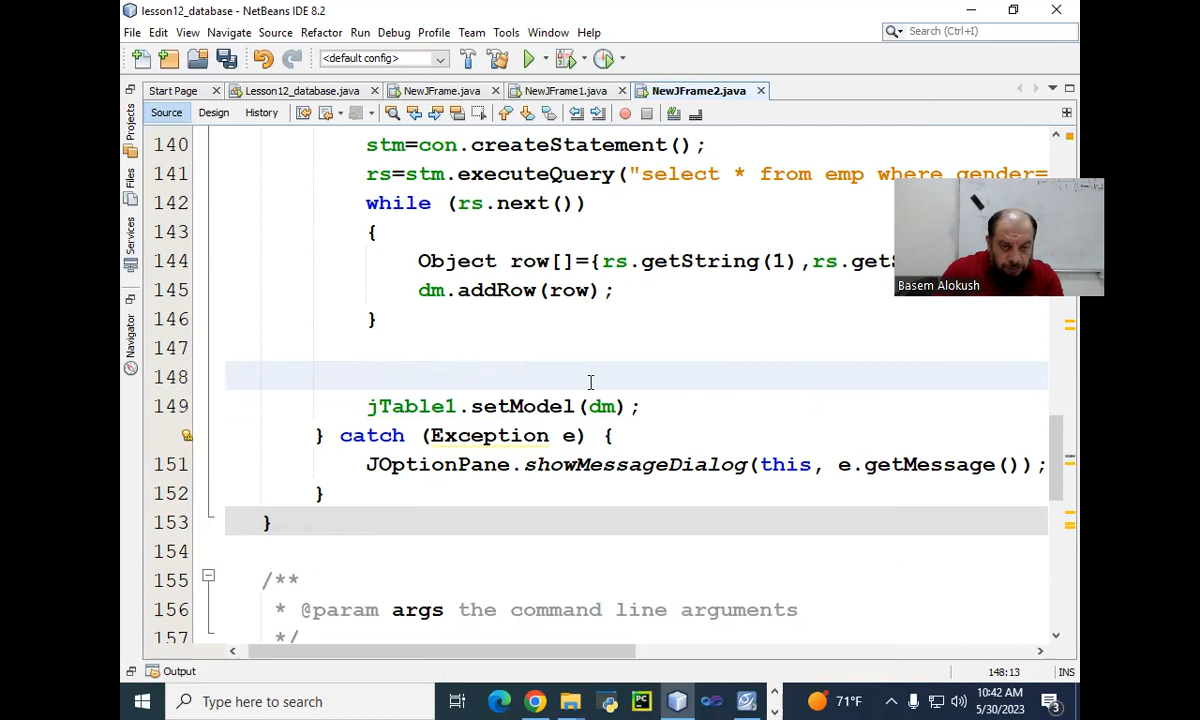 lesson12_database - NetBeans IDE 8.2
File Edit View Navigate Source Refactor Run Debug Profile Team Tools Window Help
Search (Ctrl+I)
<default config>
Start Page Lesson12_database.java NewJFrame.java NewJFrame1.java NewJFrame2.java
Source Design History
Projects
Files
Services
Navigator
140 stm=con.createStatement();
141 rs=stm.executeQuery("select * from emp where gender=
142 while (rs.next())
143 {
144 Object row[]={rs.getString(1),rs.get
145 dm.addRow(row);
146 }
147
148
149 jTable1.setModel(dm);
} catch (Exception e) {
151 JOptionPane.showMessageDialog(this, e.getMessage());
152 }
153 }
154
155 /**
156 * @param args the command line arguments
157 */
Basem Alokush
Output
148:13 INS
Type here to search
PC
71°F
10:42 AM
5/30/2023
3